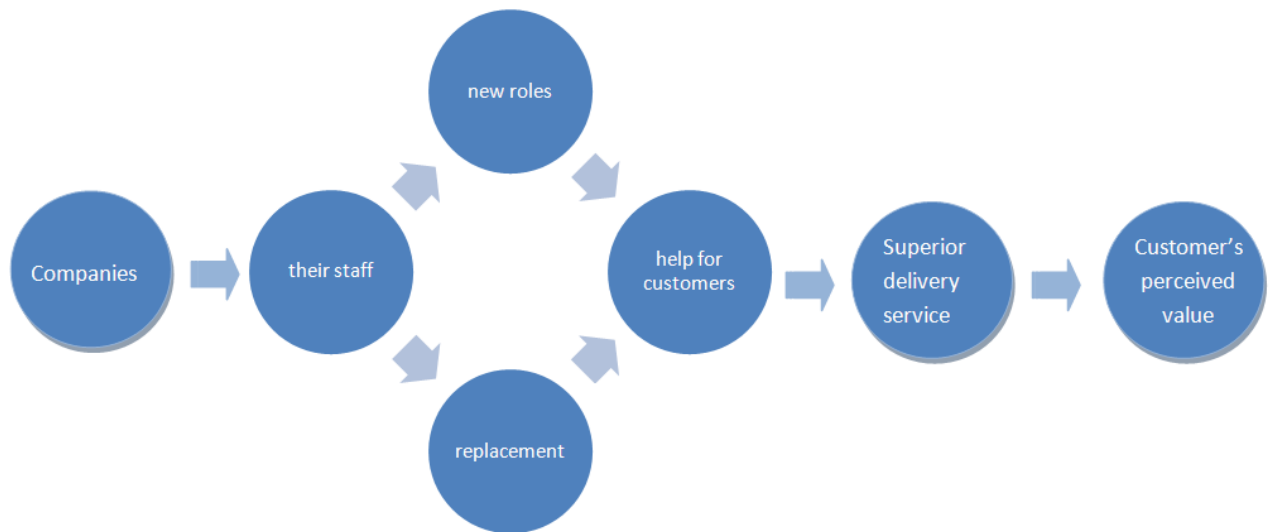 new roles
Companies
their staff
help for
customers
Superior
delivery
service
Customer's
perceived
value
replacement